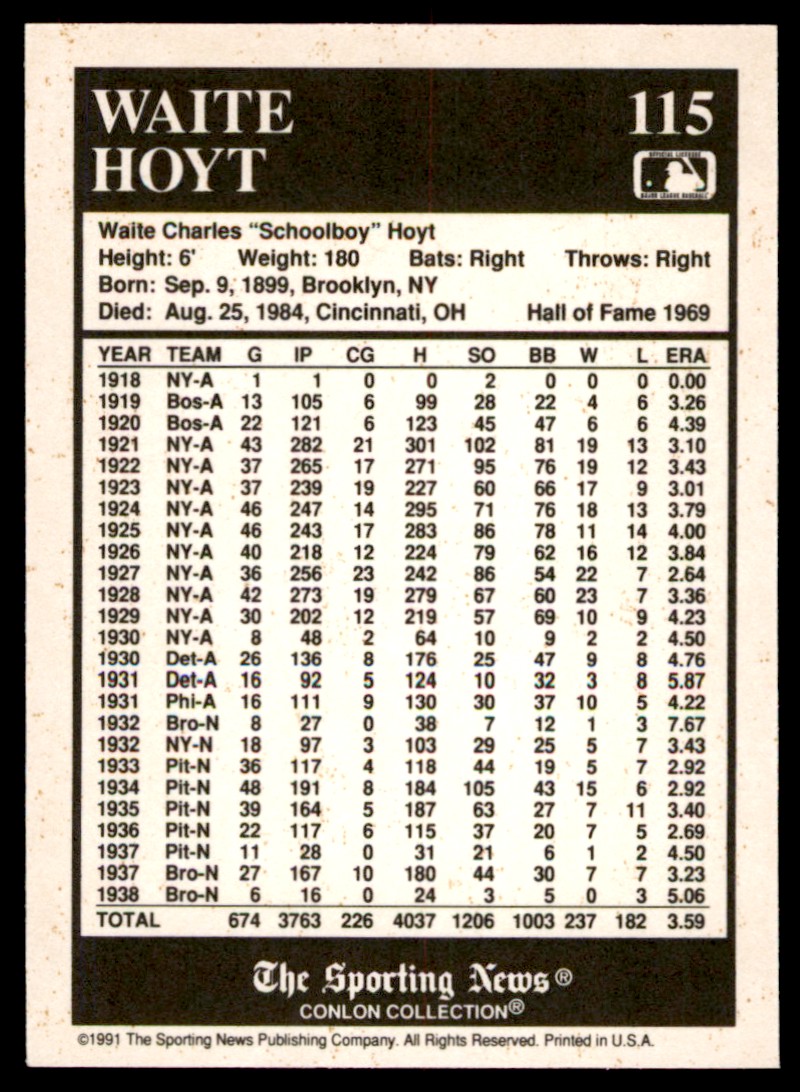 WAITE 115
HOYT
OFFICIAL LICENSEE
MAJOR LEAGUE BASEBALL
Waite Charles "Schoolboy" Hoyt
Height: 6' Weight: 180 Bats: Right Throws: Right
Born: Sep. 9, 1899, Brooklyn, NY
Died: Aug. 25, 1984, Cincinnati, OH Hall of Fame 1969
YEAR TEAM G IP CG H SO BB W L ERA
1918 NY-A 1 1 0 0 2 0 0 0 0.00
1919 Bos-A 13 105 6 99 28 22 4 6 3.26
1920 Bos-A 22 121 6 123 45 47 6 6 4.39
1921 NY-A 43 282 21 301 102 81 19 13 3.10
1922 NY-A 37 265 17 271 95 76 19 12 3.43
1923 NY-A 37 239 19 227 60 66 17 9 3.01
1924 NY-A 46 247 14 295 71 76 18 13 3.79
1925 NY-A 46 243 17 283 86 78 11 14 4.00
1926 NY-A 40 218 12 224 79 62 16 12 3.84
1927 NY-A 36 256 23 242 86 54 22 7 2.64
1928 NY-A 42 273 19 279 67 60 23 7 3.36
1929 NY-A 30 202 12 219 57 69 10 9 4.23
1930 NY-A 8 48 2 64 10 9 2 2 4.50
1930 Det-A 26 136 8 176 25 47 9 8 4.76
1931 Det-A 16 92 5 124 10 32 3 8 5.87
1931 Phi-A 16 111 9 130 30 37 10 5 4.22
1932 Bro-N 8 27 0 38 7 12 1 3 7.67
1932 NY-N 18 97 3 103 29 25 5 7 3.43
1933 Pit-N 36 117 4 118 44 19 5 7 2.92
1934 Pit-N 48 191 8 184 105 43 15 6 2.92
1935 Pit-N 39 164 5 187 63 27 7 11 3.40
1936 Pit-N 22 117 6 115 37 20 7 5 2.69
1937 Pit-N 11 28 0 31 21 6 1 2 4.50
1937 Bro-N 27 167 10 180 44 30 7 7 3.23
1938 Bro-N 6 16 0 24 3 5 0 3 5.06
TOTAL 674 3763 226 4037 1206 1003 237 182 3.59
The Sporting News®
CONLON COLLECTION®
©1991 The Sporting News Publishing Company. All Rights Reserved. Printed in U.S.A.